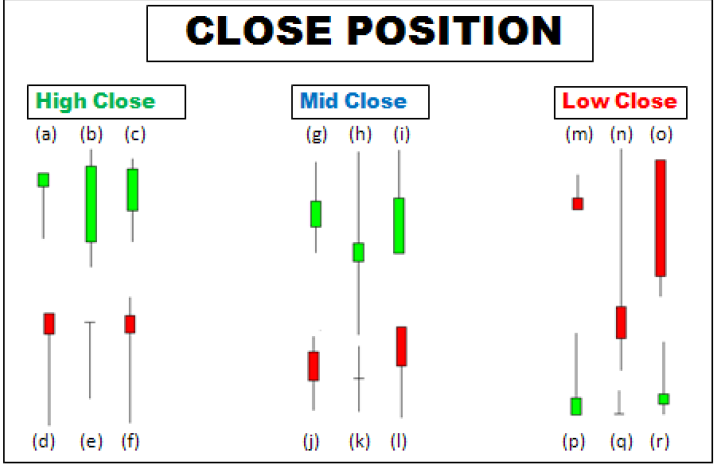 CLOSE POSITION
High Close
Mid Close
Low Close
(a) (b) (c)
(g) (h) (i)
(m) (n) (o)
(d) (e) (f)
(j) (k) (l)
(p) (q) (r)